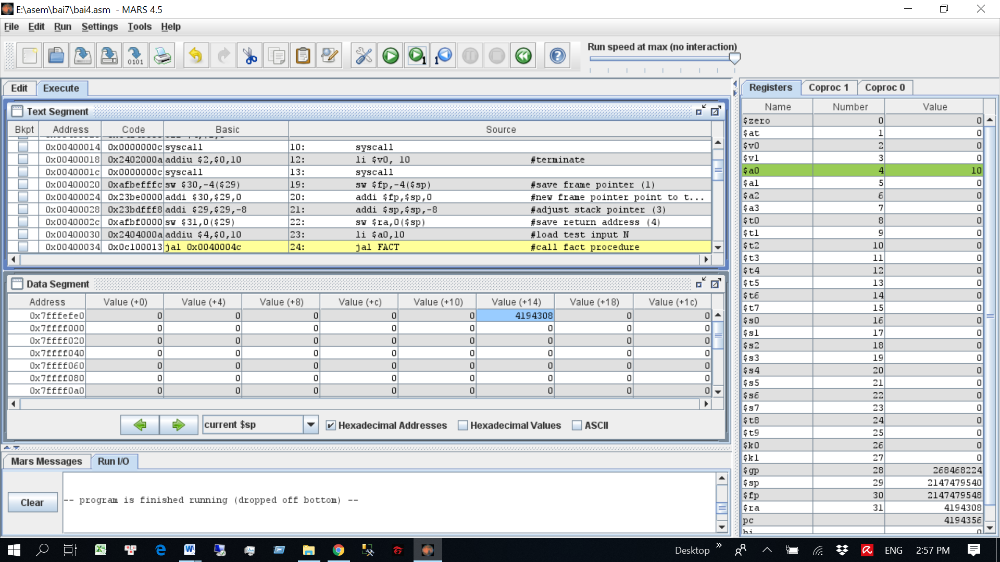 E:\asem\bai7\bai4.asm - MARS 4.5
File Edit Run Settings Tools Help
Run speed at max (no interaction)
Edit Execute
Text Segment
Bkpt Address Code Basic Source
0x00400014 0x0000000c syscall 10: syscall
0x00400018 0x2402000a addiu $2,$0,10 12: li $v0, 10 #terminate
0x0040001c 0x0000000c syscall 13: syscall
0x00400020 0xafbefffc sw $30,-4($29) 19: sw $fp,-4($sp) #save frame pointer (1)
0x00400024 0x23be0000 addi $30,$29,0 20: addi $fp,$sp,0 #new frame pointer point to t...
0x00400028 0x23bdfff8 addi $29,$29,-8 21: addi $sp,$sp,-8 #adjust stack pointer (3)
0x0040002c 0xafbf0000 sw $31,0($29) 22: sw $ra,0($sp) #save return address (4)
0x00400030 0x2404000a addiu $4,$0,10 23: li $a0,10 #load test input N
0x00400034 0x0c100013 jal 0x0040004c 24: jal FACT #call fact procedure
Data Segment
Address Value (+0) Value (+4) Value (+8) Value (+c) Value (+10) Value (+14) Value (+18) Value (+1c)
0x7fffefe0 0 0 0 0 0 4194308 0 0
0x7ffff000 0 0 0 0 0 0 0 0
0x7ffff020 0 0 0 0 0 0 0 0
0x7ffff040 0 0 0 0 0 0 0 0
0x7ffff060 0 0 0 0 0 0 0 0
0x7ffff080 0 0 0 0 0 0 0 0
0x7ffff0a0 0 0 0 0 0 0 0 0
current $sp Hexadecimal Addresses Hexadecimal Values ASCII
Mars Messages Run I/O
Clear
-- program is finished running (dropped off bottom) --
Registers Coproc 1 Coproc 0
Name Number Value
$zero 0 0
$at 1 0
$v0 2 0
$v1 3 0
$a0 4 10
$a1 5 0
$a2 6 0
$a3 7 0
$t0 8 0
$t1 9 0
$t2 10 0
$t3 11 0
$t4 12 0
$t5 13 0
$t6 14 0
$t7 15 0
$s0 16 0
$s1 17 0
$s2 18 0
$s3 19 0
$s4 20 0
$s5 21 0
$s6 22 0
$s7 23 0
$t8 24 0
$t9 25 0
$k0 26 0
$k1 27 0
$gp 28 268468224
$sp 29 2147479540
$fp 30 2147479548
$ra 31 4194308
pc 4194356
hi 0
Desktop ENG 2:57 PM